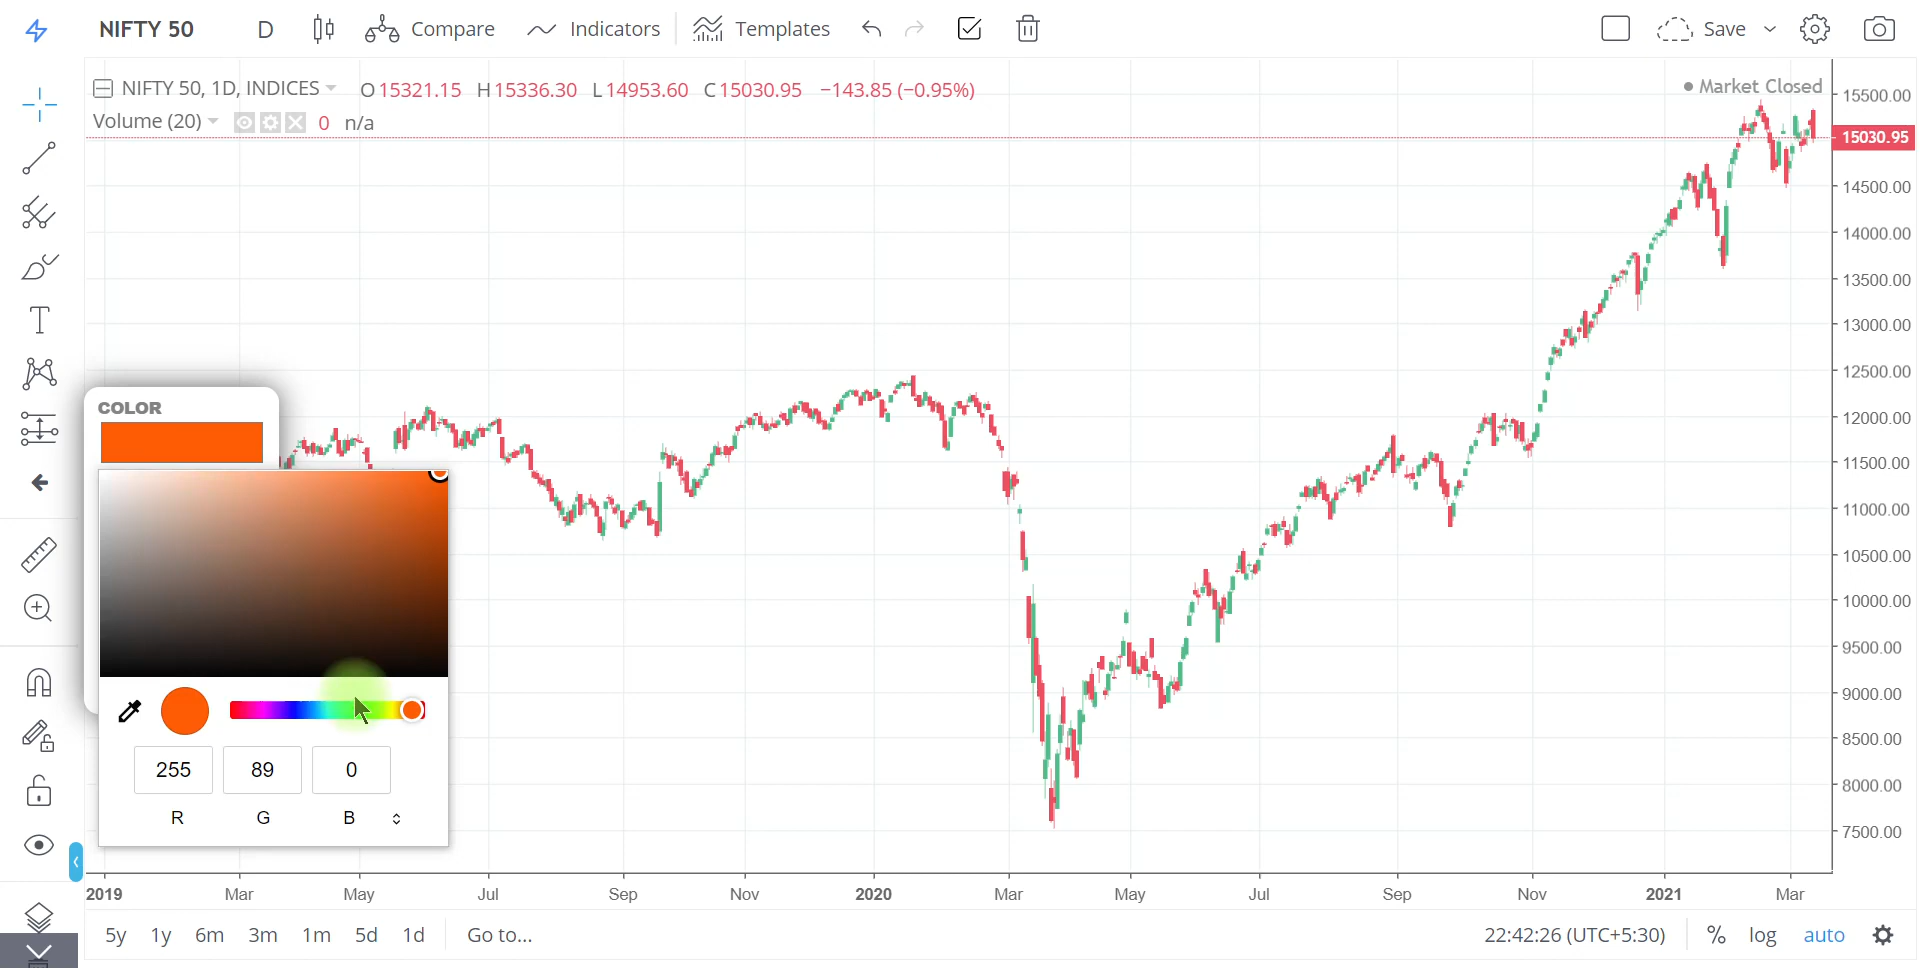 NIFTY 50 D Compare Indicators Templates Save
NIFTY 50, 1D, INDICES O15321.15 H15336.30 L14953.60 C15030.95 −143.85 (−0.95%)
Market Closed
Volume (20) 0 n/a
15500.00
15030.95
14500.00
14000.00
13500.00
13000.00
12500.00
12000.00
11500.00
11000.00
10500.00
10000.00
9500.00
9000.00
8500.00
8000.00
7500.00
COLOR
255 89 0
R G B
2019 Mar May Jul Sep Nov 2020 Mar May Jul Sep Nov 2021 Mar
5y 1y 6m 3m 1m 5d 1d Go to... 22:42:26 (UTC+5:30) % log auto